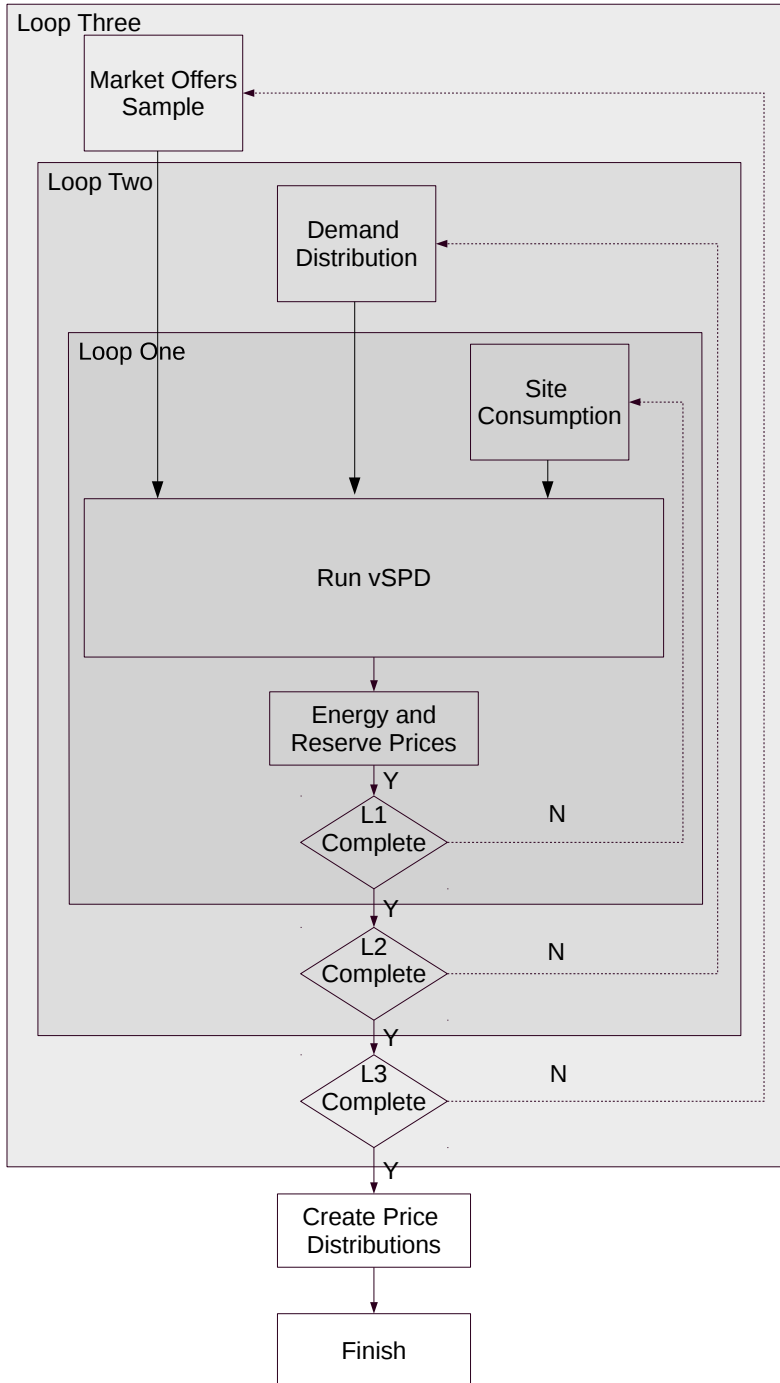 Loop Three
Market Offers
Sample
Loop Two
Demand
Distribution
Loop One
Site
Consumption
Run vSPD
Energy and
Reserve Prices
Y
L1
Complete
N
Y
L2
Complete
N
Y
L3
Complete
N
Y
Create Price
Distributions
Finish